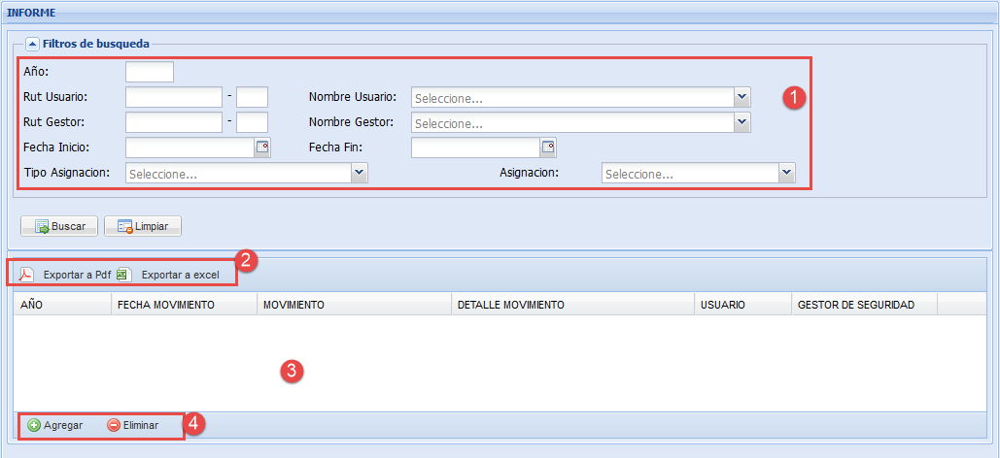 INFORME
Filtros de busqueda
Año:
Rut Usuario: - Nombre Usuario: Seleccione...
1
Rut Gestor: - Nombre Gestor: Seleccione...
Fecha Inicio: Fecha Fin:
Tipo Asignacion: Seleccione... Asignacion: Seleccione...
Buscar Limpiar
2
Exportar a Pdf Exportar a excel
AÑO FECHA MOVIMIENTO MOVIMIENTO DETALLE MOVIMIENTO USUARIO GESTOR DE SEGURIDAD
3
Agregar Eliminar 4